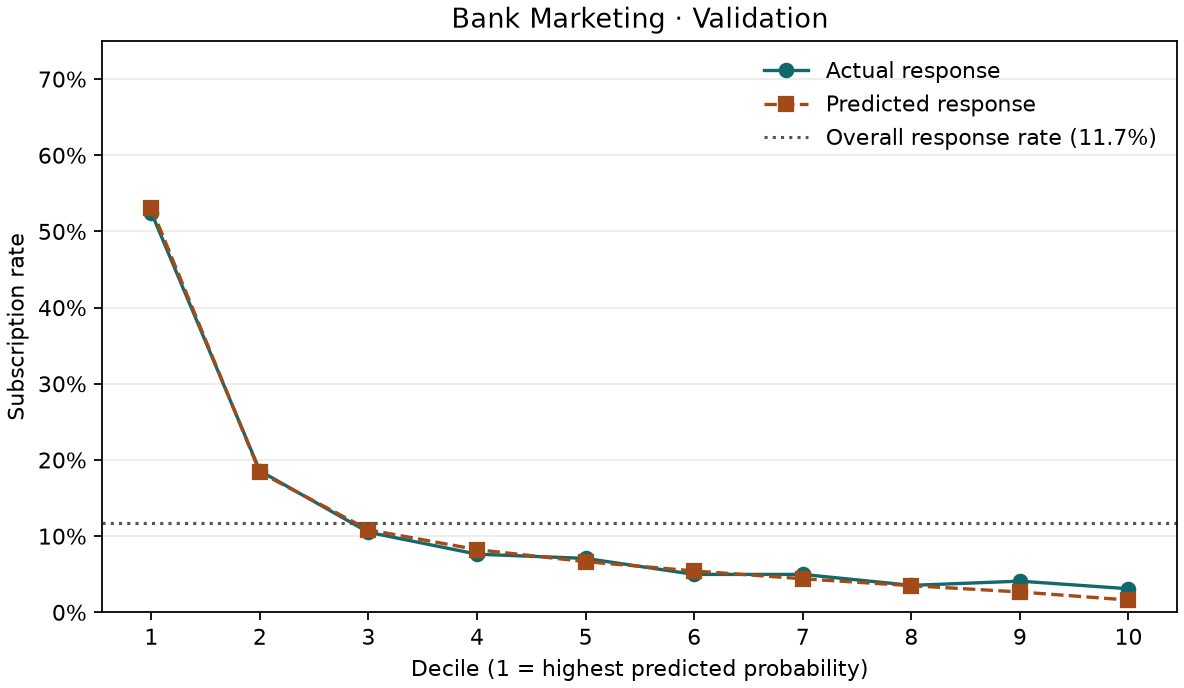 Bank Marketing · Validation
Actual response
Predicted response
Overall response rate (11.7%)
Subscription rate
70%
60%
50%
40%
30%
20%
10%
0%
1 2 3 4 5 6 7 8 9 10
Decile (1 = highest predicted probability)